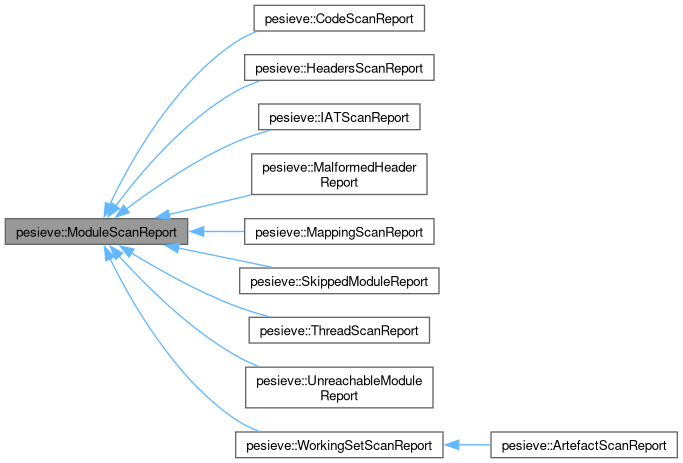 pesieve::CodeScanReport
pesieve::HeadersScanReport
pesieve::IATScanReport
pesieve::MalformedHeader
Report
pesieve::ModuleScanReport
pesieve::MappingScanReport
pesieve::SkippedModuleReport
pesieve::ThreadScanReport
pesieve::UnreachableModule
Report
pesieve::WorkingSetScanReport
pesieve::ArtefactScanReport